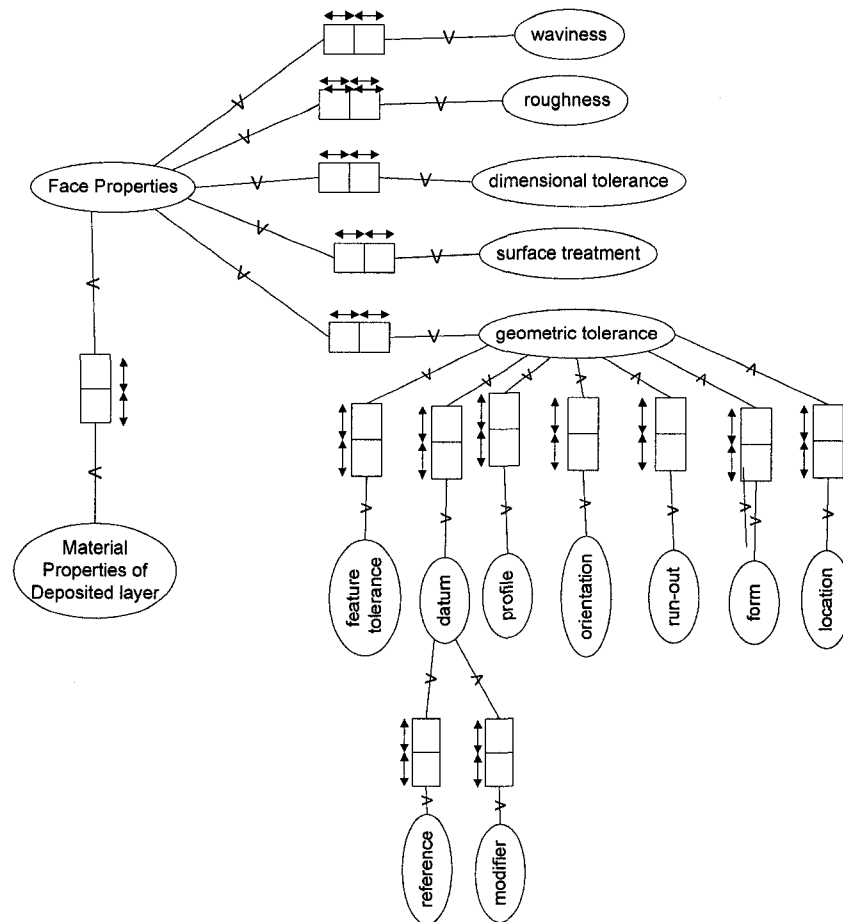 waviness
roughness
Face Properties
dimensional tolerance
surface treatment
geometric tolerance
Material
Properties of
Deposited layer
feature
tolerance
datum
profile
orientation
run-out
form
location
reference
modifier